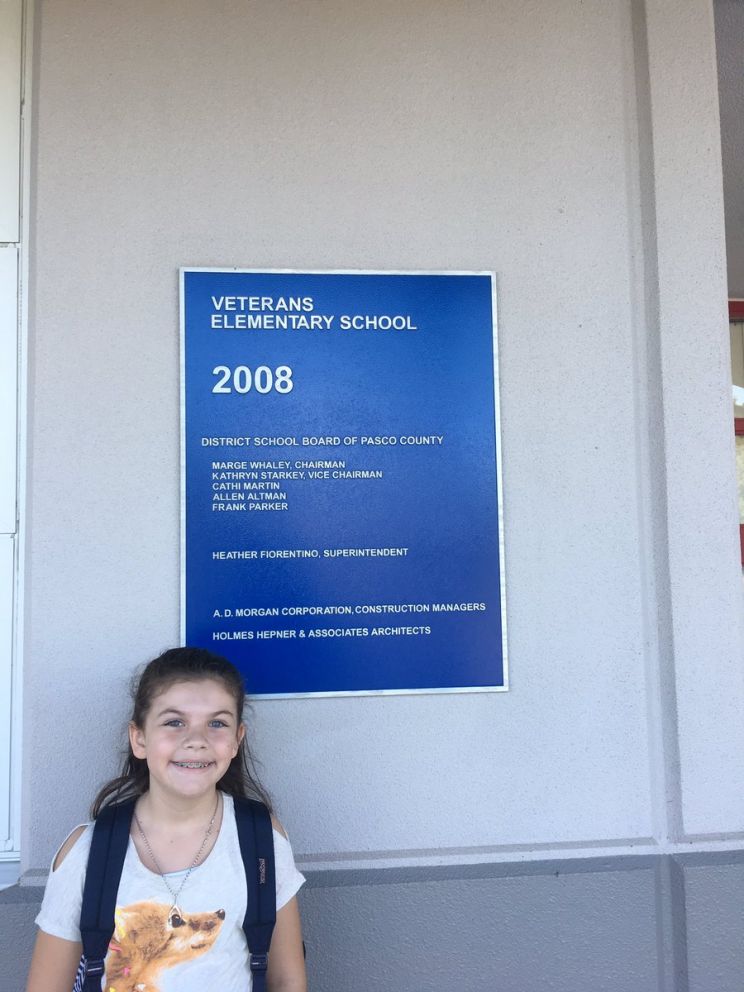 VETERANS
ELEMENTARY SCHOOL
2008
DISTRICT SCHOOL BOARD OF PASCO COUNTY
MARGE WHALEY, CHAIRMAN
KATHRYN STARKEY, VICE CHAIRMAN
CATHI MARTIN
ALLEN ALTMAN
FRANK PARKER
HEATHER FIORENTINO, SUPERINTENDENT
A.D. MORGAN CORPORATION, CONSTRUCTION MANAGERS
HOLMES HEPNER & ASSOCIATES ARCHITECTS